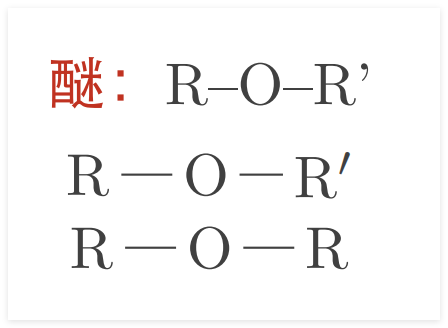 醚：R–O–R’
R — O — R′
R — O — R